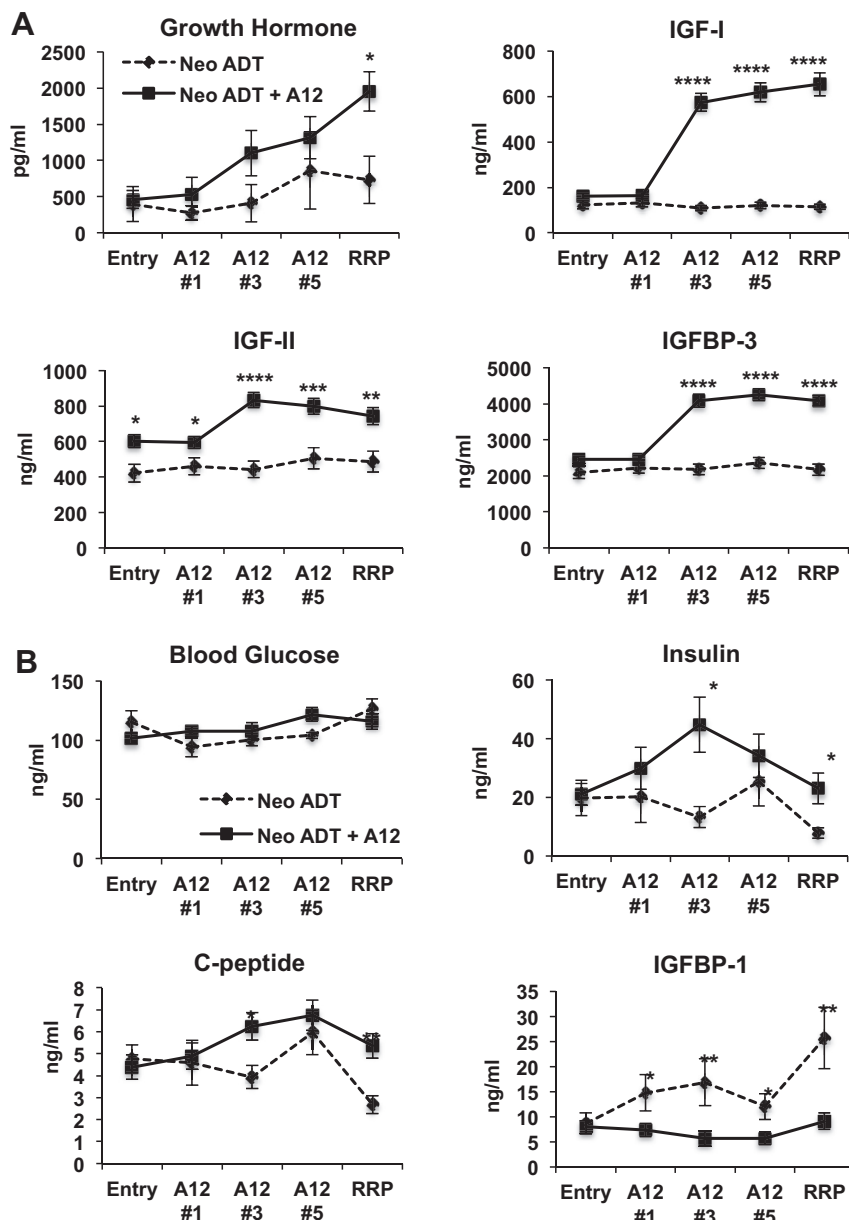 A
Growth Hormone
2500
2000
1500
1000
500
0
pg/ml
Neo ADT
Neo ADT + A12
*
Entry A12 A12 A12 RRP
#1 #3 #5
IGF-I
800
600
400
200
0
ng/ml
**** **** ****
Entry A12 A12 A12 RRP
#1 #3 #5
IGF-II
1000
800
600
400
200
0
ng/ml
* * **** *** **
Entry A12 A12 A12 RRP
#1 #3 #5
IGFBP-3
5000
4000
3000
2000
1000
0
ng/ml
**** **** ****
Entry A12 A12 A12 RRP
#1 #3 #5
B
Blood Glucose
150
100
50
0
ng/ml
Neo ADT
Neo ADT + A12
Entry A12 A12 A12 RRP
#1 #3 #5
Insulin
60
40
20
0
ng/ml
* *
Entry A12 A12 A12 RRP
#1 #3 #5
C-peptide
8
7
6
5
4
3
2
1
0
ng/ml
* **
Entry A12 A12 A12 RRP
#1 #3 #5
IGFBP-1
35
30
25
20
15
10
5
0
ng/ml
* ** * **
Entry A12 A12 A12 RRP
#1 #3 #5